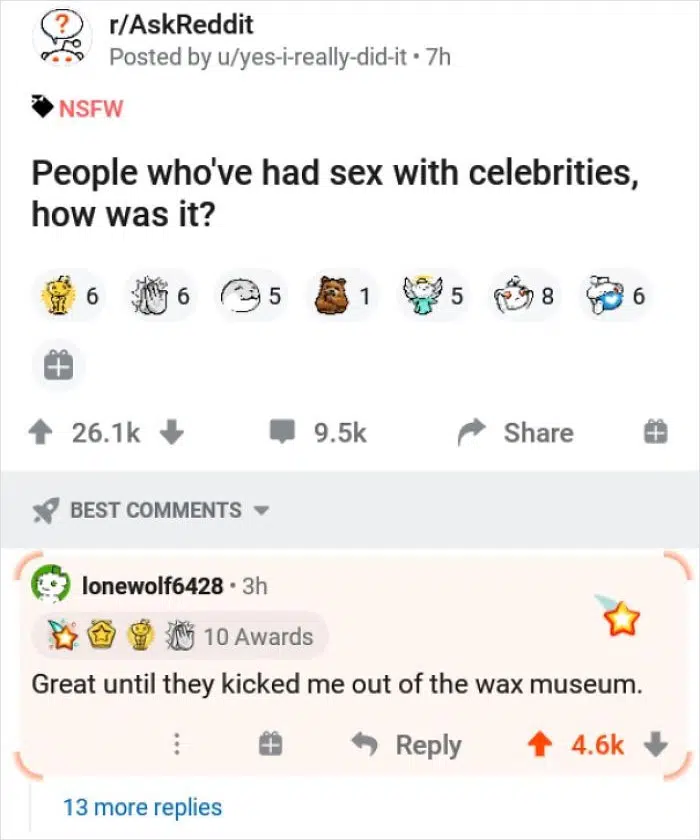 r/AskReddit
Posted by u/yes-i-really-did-it • 7h
NSFW
People who've had sex with celebrities,
how was it?
6 6 5 1 5 8 6
26.1k 9.5k Share
BEST COMMENTS
lonewolf6428 • 3h
10 Awards
Great until they kicked me out of the wax museum.
Reply 4.6k
13 more replies